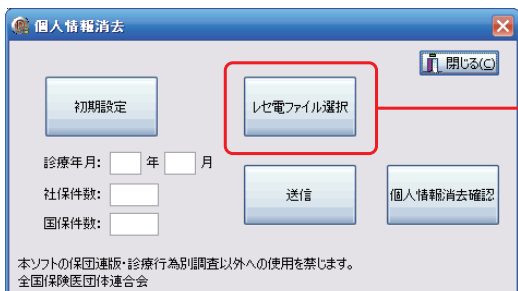 個人情報消去
閉じる(C)
初期設定
レセ電ファイル選択
診療年月: 年 月
社保件数:
国保件数:
送信
個人情報消去確認
本ソフトの保団連版・診療行為別調査以外への使用を禁じます。
全国保険医団体連合会